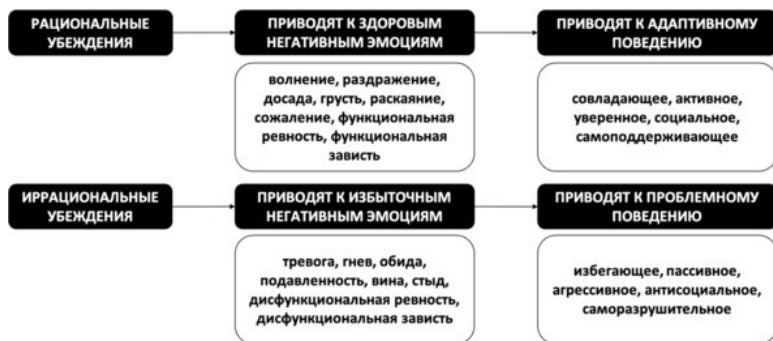 РАЦИОНАЛЬНЫЕ
УБЕЖДЕНИЯ
ПРИВОДЯТ К ЗДОРОВЫМ
НЕГАТИВНЫМ ЭМОЦИЯМ
ПРИВОДЯТ К АДАПТИВНОМУ
ПОВЕДЕНИЮ
волнение, раздражение,
досада, грусть, раскаяние,
сожаление, функциональная
ревность, функциональная
зависть
совладающее, активное,
уверенное, социальное,
самоподдерживающее
ИРРАЦИОНАЛЬНЫЕ
УБЕЖДЕНИЯ
ПРИВОДЯТ К ИЗБЫТОЧНЫМ
НЕГАТИВНЫМ ЭМОЦИЯМ
ПРИВОДЯТ К ПРОБЛЕМНОМУ
ПОВЕДЕНИЮ
тревога, гнев, обида,
подавленность, вина, стыд,
дисфункциональная ревность,
дисфункциональная зависть
избегающее, пассивное,
агрессивное, антисоциальное,
саморазрушительное